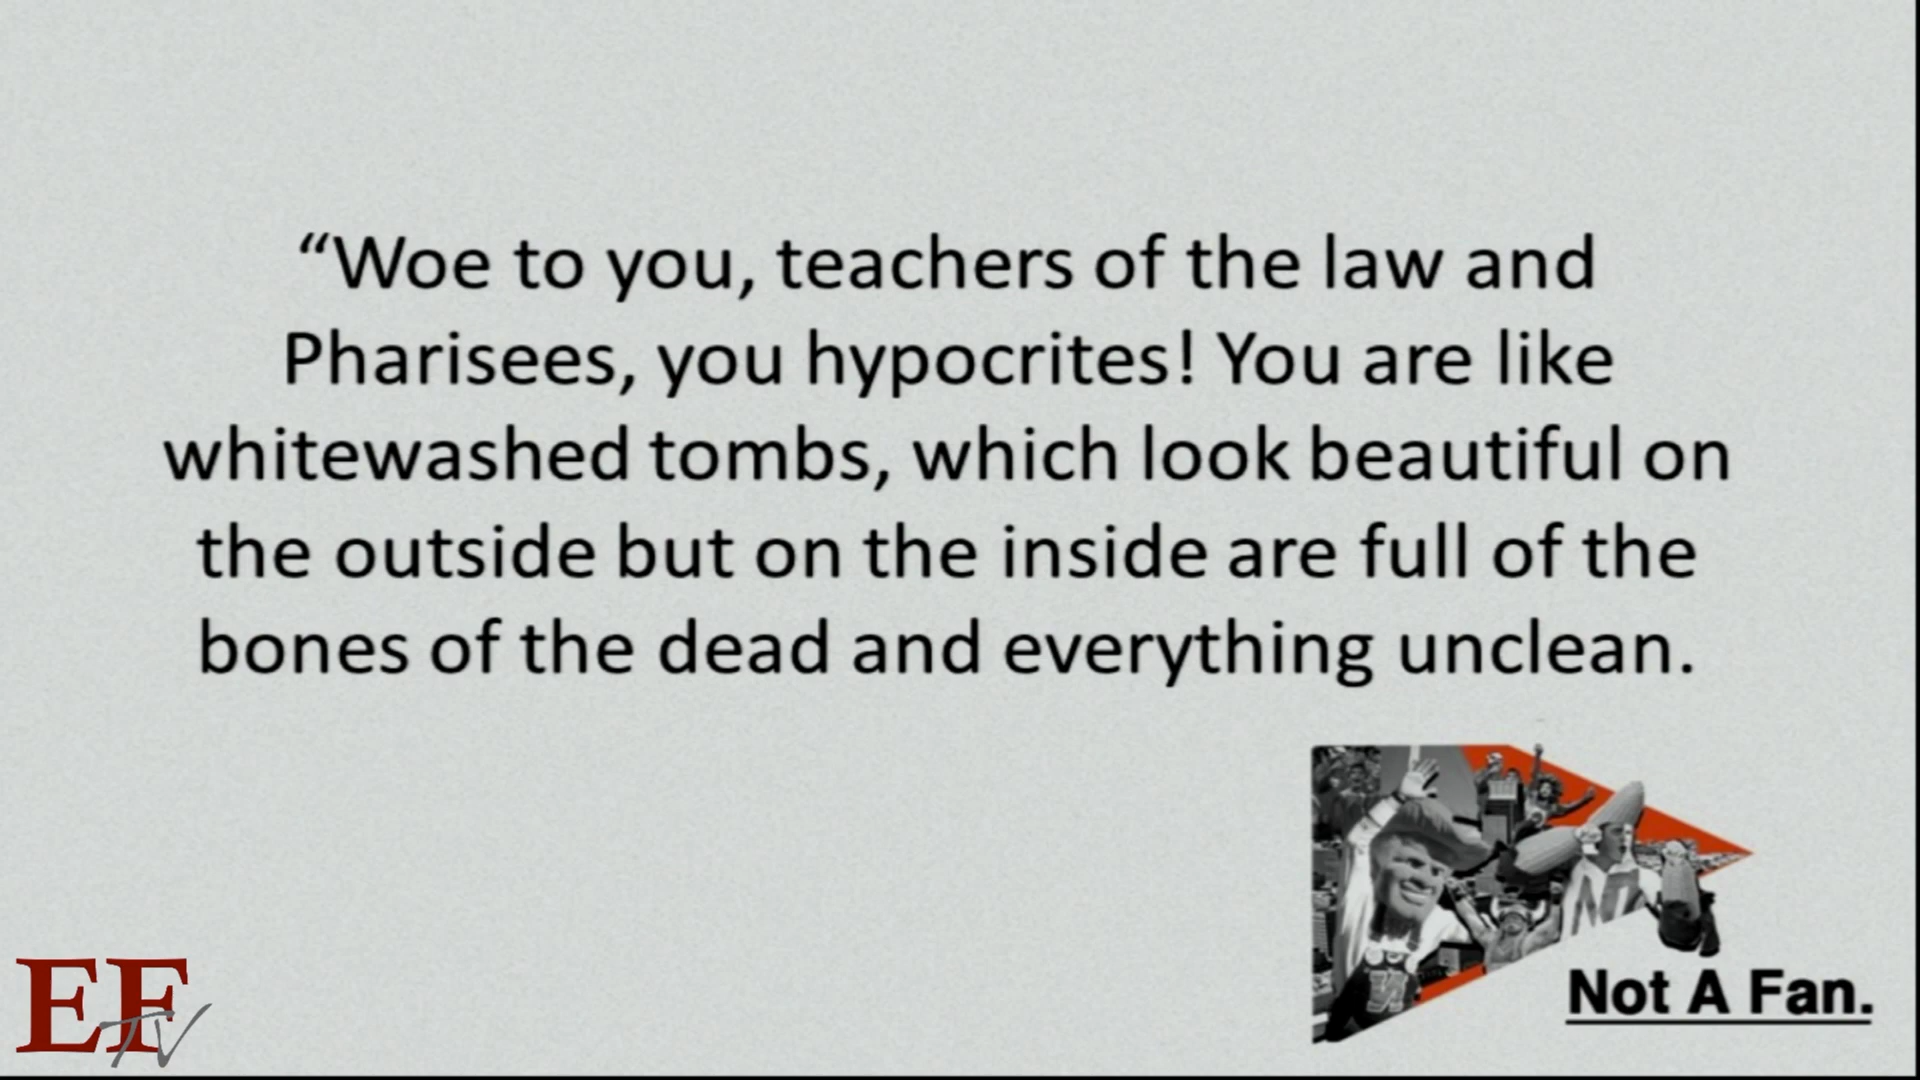 “Woe to you, teachers of the law and
Pharisees, you hypocrites! You are like
whitewashed tombs, which look beautiful on
the outside but on the inside are full of the
bones of the dead and everything unclean.
Not A Fan.
EF
TV